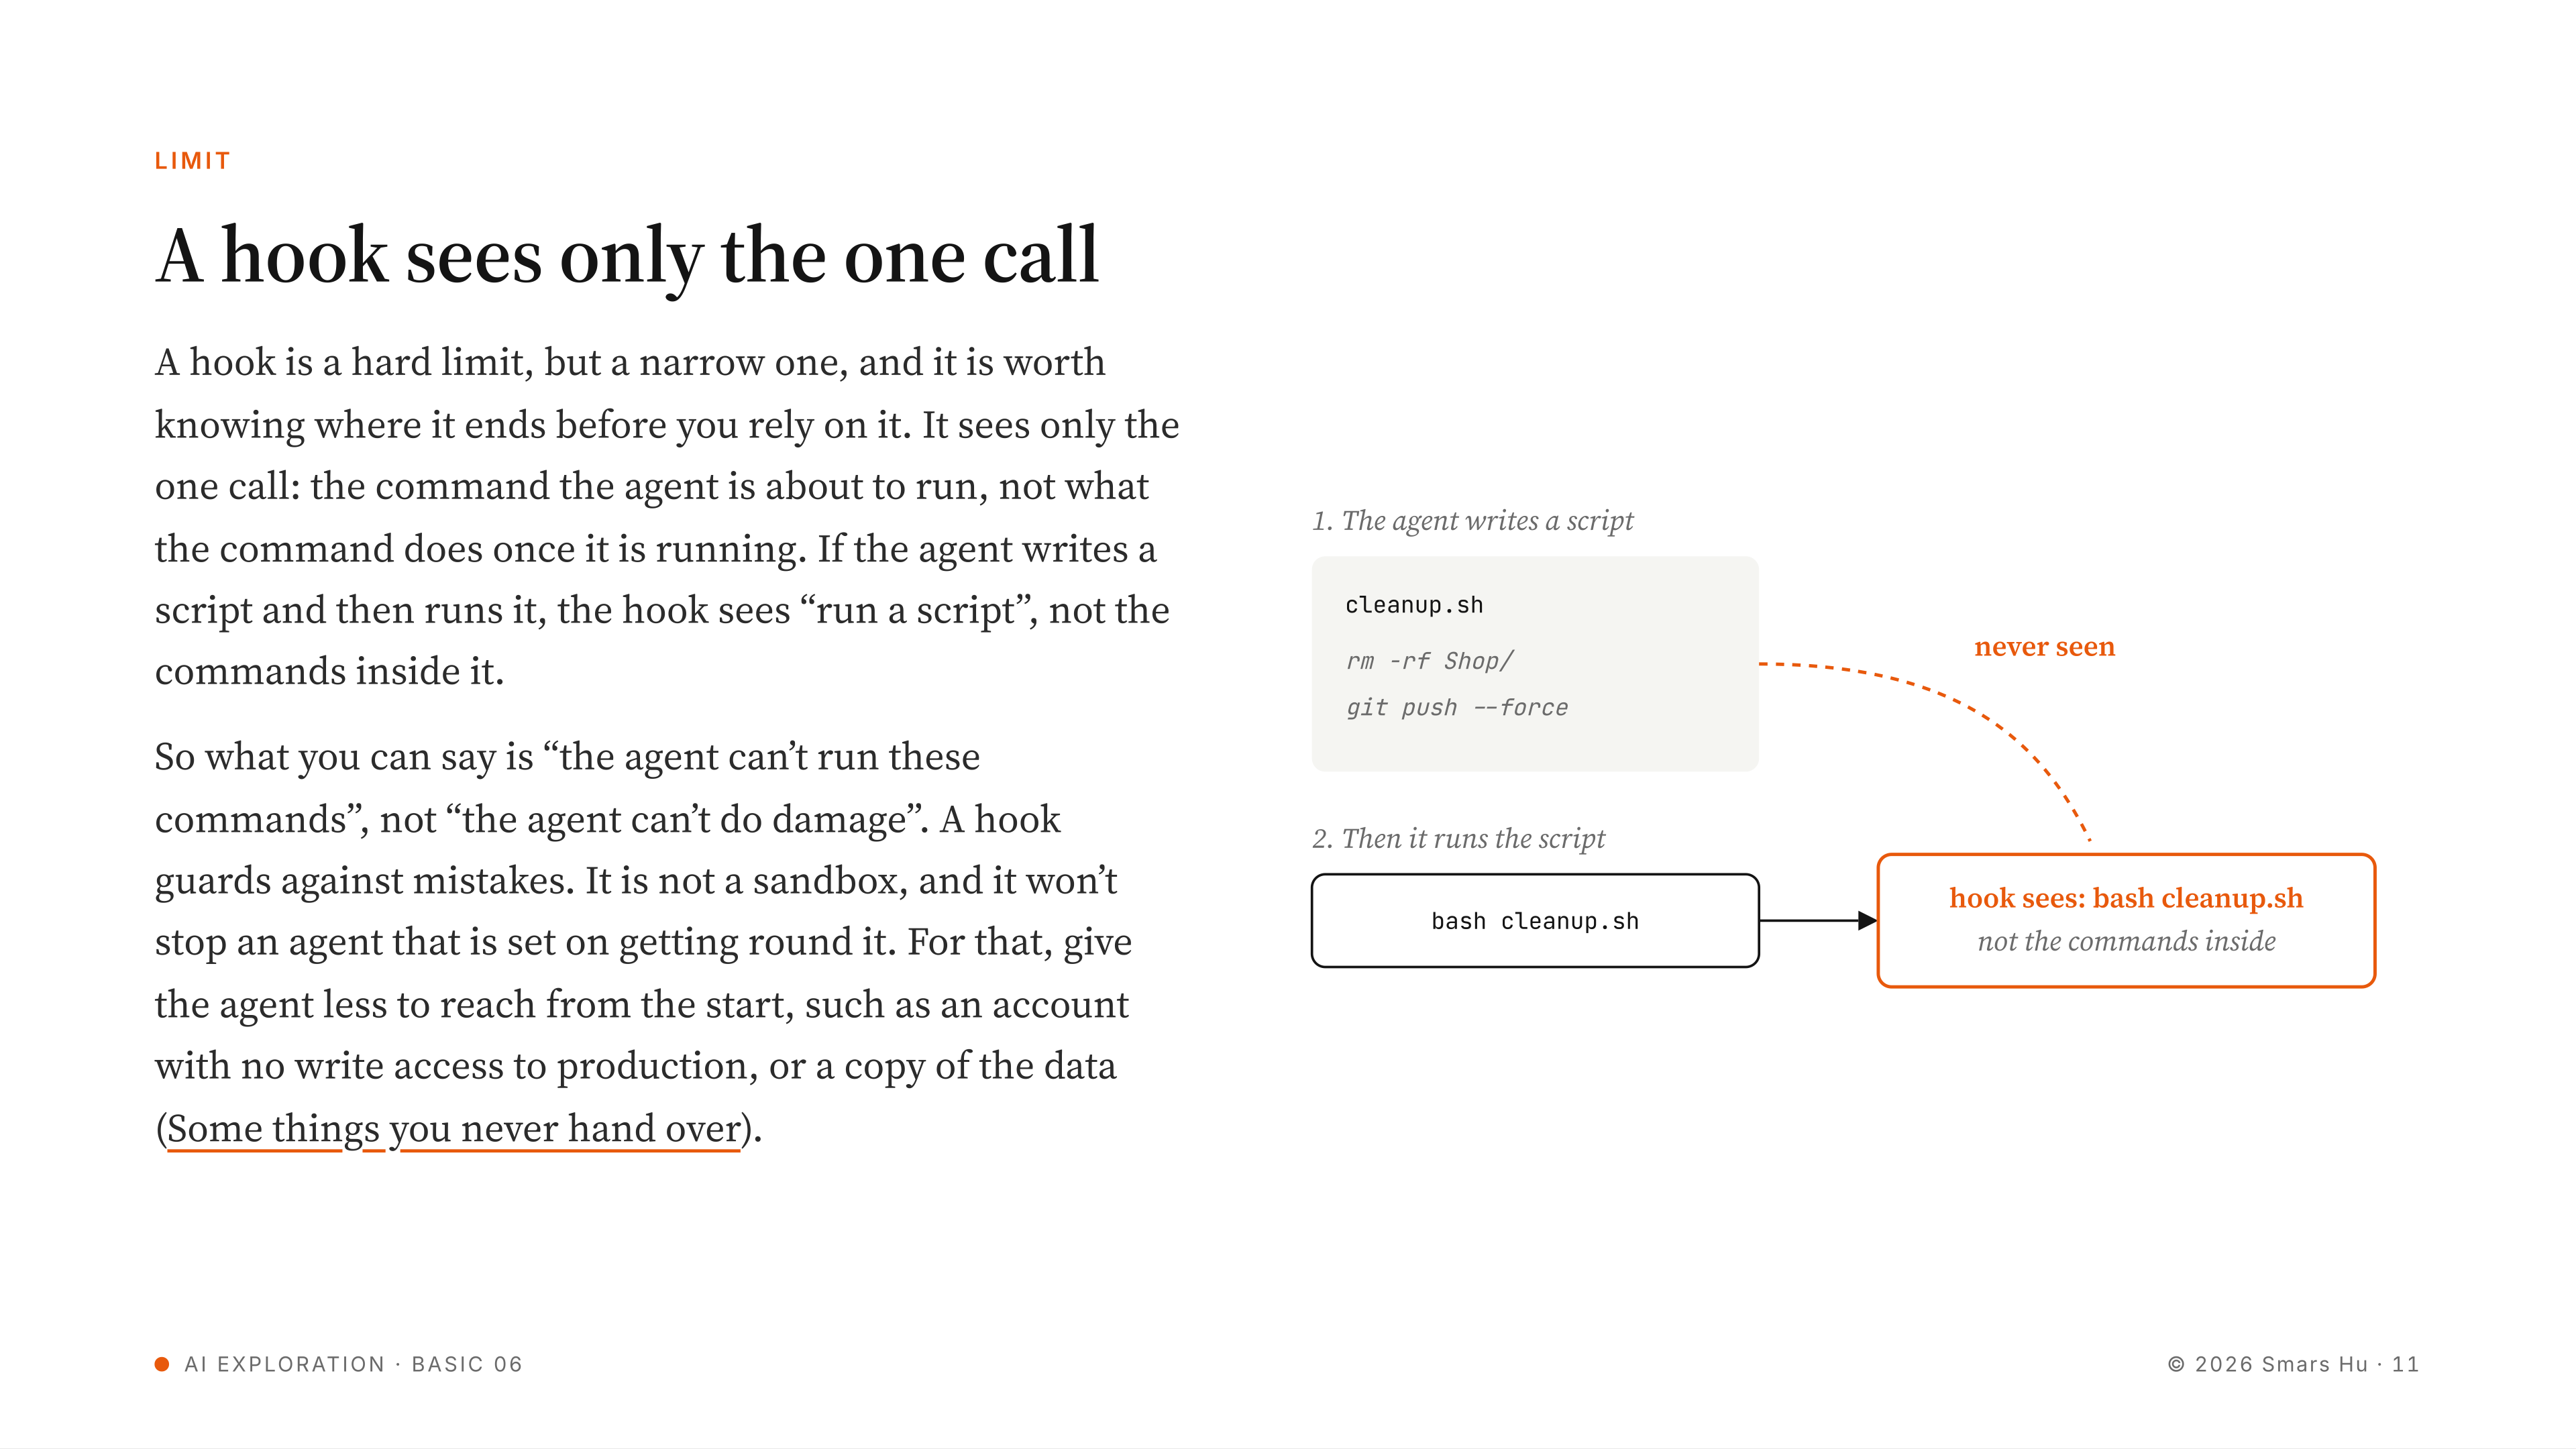 LIMIT
A hook sees only the one call
A hook is a hard limit, but a narrow one, and it is worth
knowing where it ends before you rely on it. It sees only the
one call: the command the agent is about to run, not what
the command does once it is running. If the agent writes a
script and then runs it, the hook sees “run a script”, not the
commands inside it.
So what you can say is “the agent can’t run these
commands”, not “the agent can’t do damage”. A hook
guards against mistakes. It is not a sandbox, and it won’t
stop an agent that is set on getting round it. For that, give
the agent less to reach from the start, such as an account
with no write access to production, or a copy of the data
(Some things you never hand over).
1. The agent writes a script
cleanup.sh
rm -rf Shop/
git push --force
never seen
2. Then it runs the script
bash cleanup.sh
hook sees: bash cleanup.sh
not the commands inside
AI EXPLORATION · BASIC 06
© 2026 Smars Hu · 11